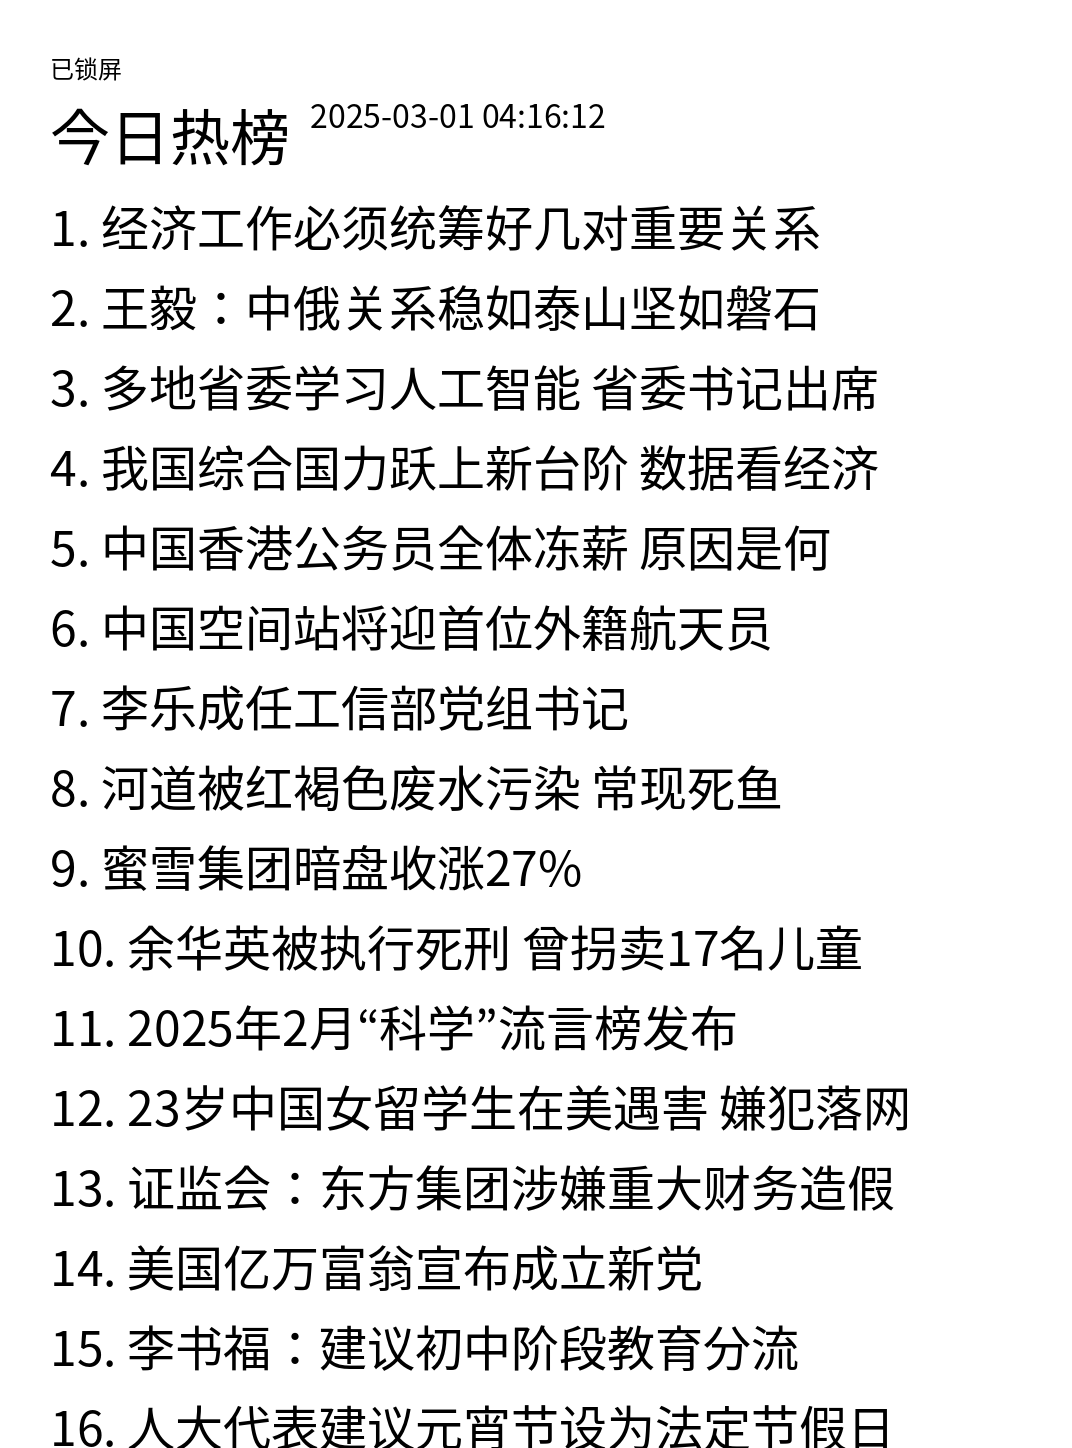 已锁屏
今日热榜 2025-03-01 04:16:12
1. 经济工作必须统筹好几对重要关系
2. 王毅：中俄关系稳如泰山坚如磐石
3. 多地省委学习人工智能 省委书记出席
4. 我国综合国力跃上新台阶 数据看经济
5. 中国香港公务员全体冻薪 原因是何
6. 中国空间站将迎首位外籍航天员
7. 李乐成任工信部党组书记
8. 河道被红褐色废水污染 常现死鱼
9. 蜜雪集团暗盘收涨27%
10. 余华英被执行死刑 曾拐卖17名儿童
11. 2025年2月“科学”流言榜发布
12. 23岁中国女留学生在美遇害 嫌犯落网
13. 证监会：东方集团涉嫌重大财务造假
14. 美国亿万富翁宣布成立新党
15. 李书福：建议初中阶段教育分流
16. 人大代表建议元宵节设为法定节假日